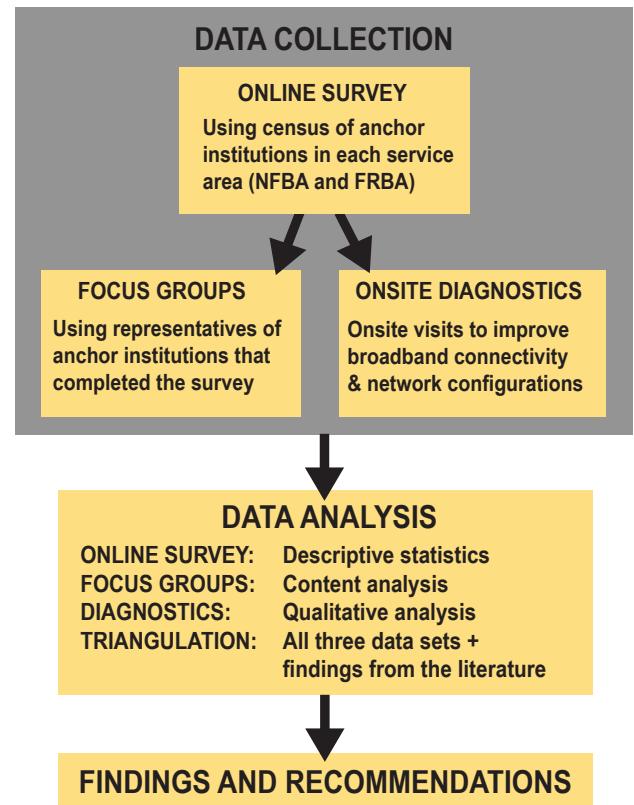 DATA COLLECTION
ONLINE SURVEY
Using census of anchor
institutions in each service
area (NFBA and FRBA)
FOCUS GROUPS
Using representatives of
anchor institutions that
completed the survey
ONSITE DIAGNOSTICS
Onsite visits to improve
broadband connectivity
& network configurations
DATA ANALYSIS
ONLINE SURVEY: Descriptive statistics
FOCUS GROUPS: Content analysis
DIAGNOSTICS: Qualitative analysis
TRIANGULATION: All three data sets +
findings from the literature
FINDINGS AND RECOMMENDATIONS